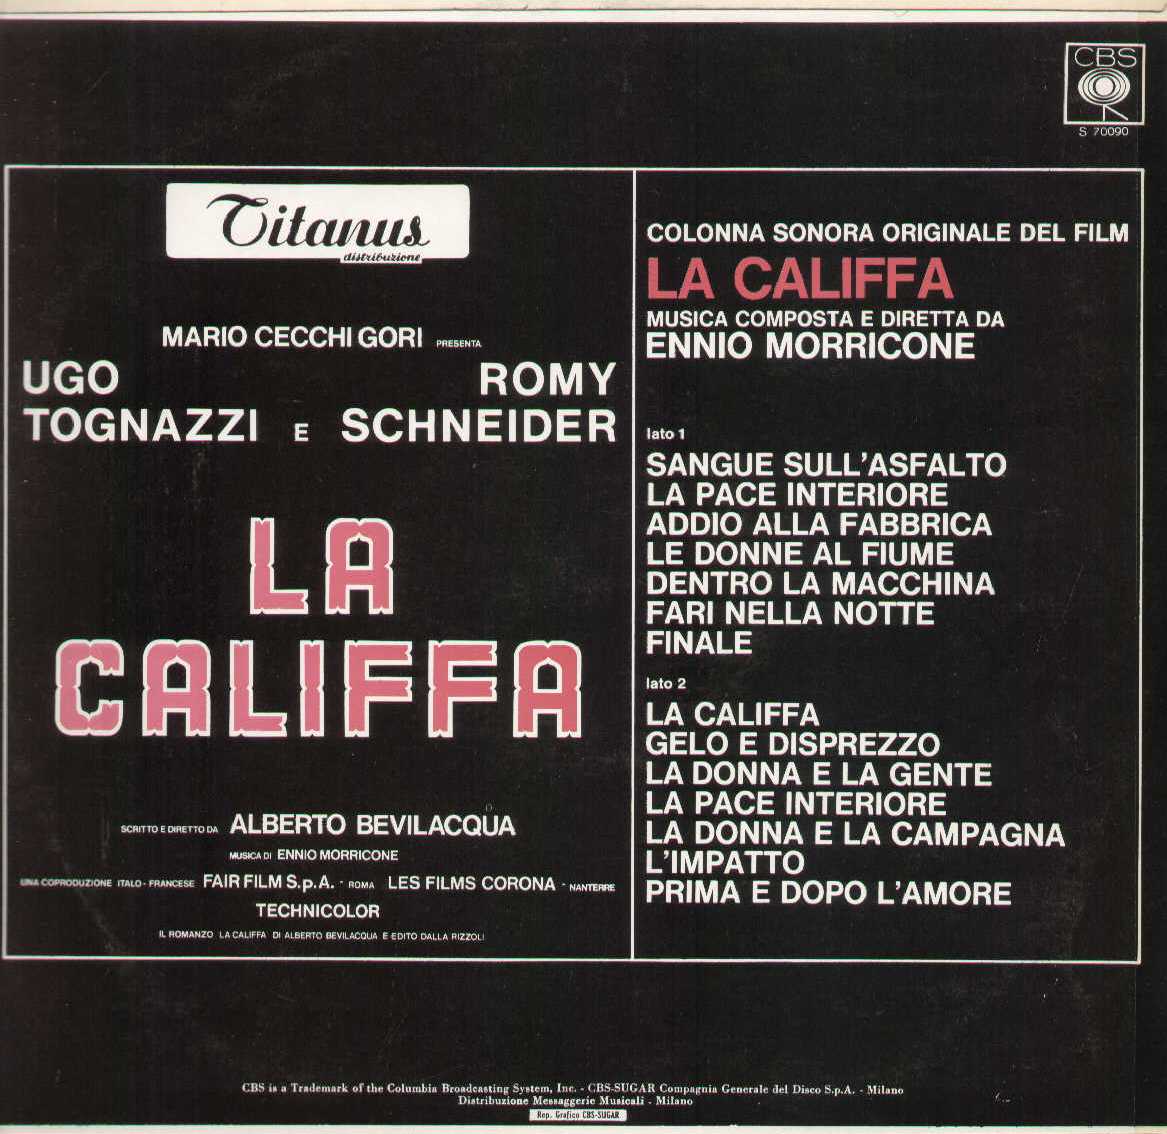 CBS
S 70090
Titanus
distribuzione
MARIO CECCHI GORI PRESENTA
UGO TOGNAZZI E ROMY SCHNEIDER
LA
CALIFFA
SCRITTO E DIRETTO DA ALBERTO BEVILACQUA
MUSICA DI ENNIO MORRICONE
UNA COPRODUZIONE ITALO-FRANCESE FAIR FILM S.p.A. - ROMA LES FILMS CORONA - NANTERRE
TECHNICOLOR
IL ROMANZO LA CALIFFA DI ALBERTO BEVILACQUA E EDITO DALLA RIZZOLI
COLONNA SONORA ORIGINALE DEL FILM
LA CALIFFA
MUSICA COMPOSTA E DIRETTA DA
ENNIO MORRICONE
lato 1
SANGUE SULL'ASFALTO
LA PACE INTERIORE
ADDIO ALLA FABBRICA
LE DONNE AL FIUME
DENTRO LA MACCHINA
FARI NELLA NOTTE
FINALE
lato 2
LA CALIFFA
GELO E DISPREZZO
LA DONNA E LA GENTE
LA PACE INTERIORE
LA DONNA E LA CAMPAGNA
L'IMPATTO
PRIMA E DOPO L'AMORE
CBS is a Trademark of the Columbia Broadcasting System, Inc. - CBS-SUGAR Compagnia Generale del Disco S.p.A. - Milano
Distribuzione Messaggerie Musicali - Milano
Rep. Grafico CBS-SUGAR